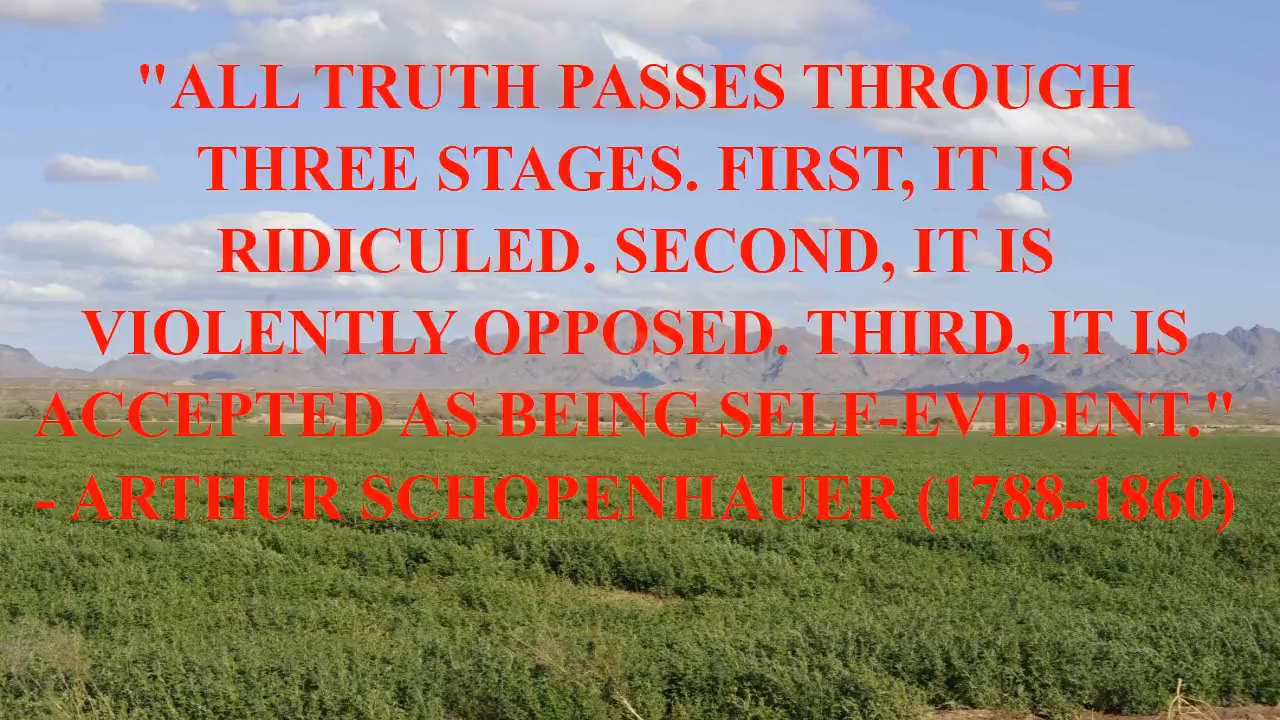 "ALL TRUTH PASSES THROUGH
THREE STAGES. FIRST, IT IS
RIDICULED. SECOND, IT IS
VIOLENTLY OPPOSED. THIRD, IT IS
ACCEPTED AS BEING SELF-EVIDENT."
- ARTHUR SCHOPENHAUER (1788-1860)